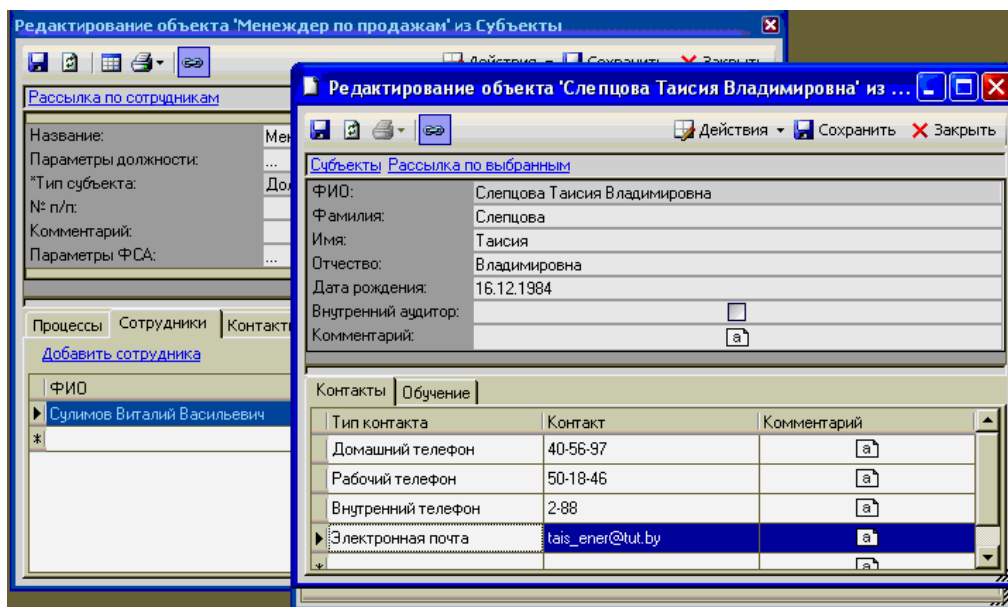 Редактирование объекта 'Менеждер по продажам' из Субъекты
Рассылка по сотрудникам
Название:
Параметры должности: ...
*Тип субъекта:
№ п/п:
Комментарий:
Параметры ФСА: ...
Процессы Сотрудники
Добавить сотрудника
ФИО
Сулимов Виталий Васильевич
Редактирование объекта 'Слепцова Таисия Владимировна' из ...
Действия Сохранить Закрыть
Субъекты Рассылка по выбранным
ФИО: Слепцова Таисия Владимировна
Фамилия: Слепцова
Имя: Таисия
Отчество: Владимировна
Дата рождения: 16.12.1984
Внутренний аудитор:
Комментарий: a
Контакты Обучение
Тип контакта Контакт Комментарий
Домашний телефон 40-56-97 a
Рабочий телефон 50-18-46 a
Внутренний телефон 2-88 a
Электронная почта tais_ener@tut.by a